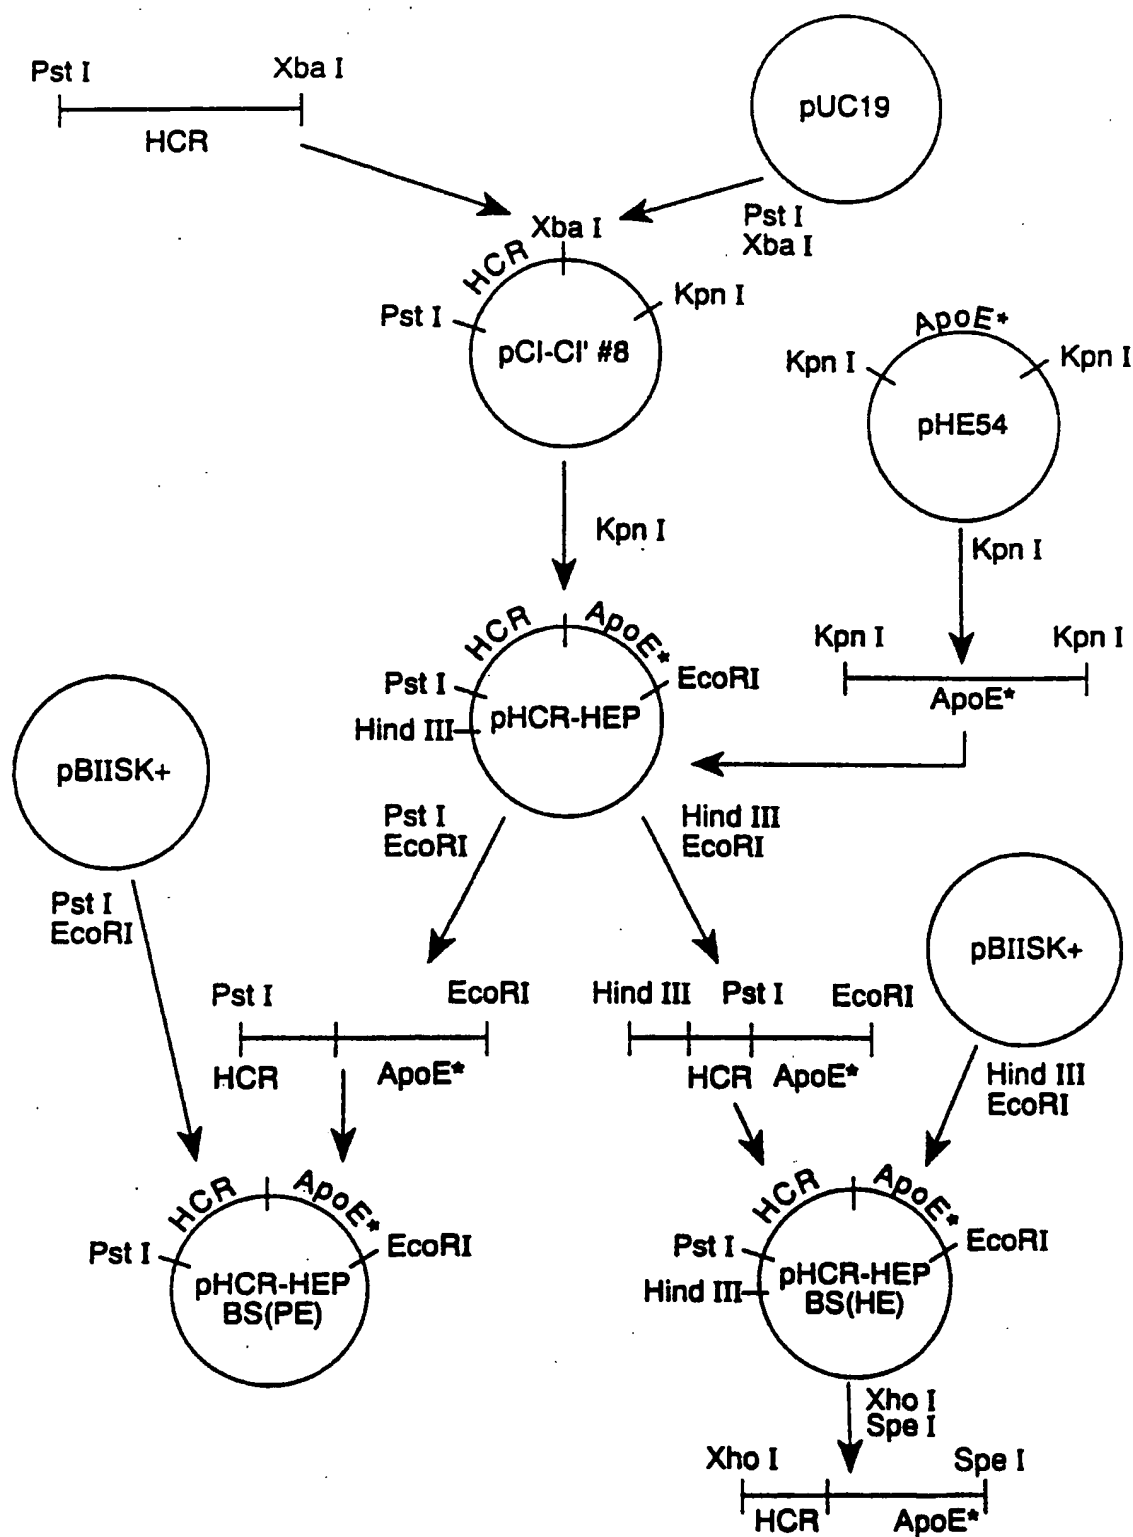 Pst I
Xba I
HCR
pUC19
Pst I
Xba I
Xba I
HCR
Pst I
Kpn I
pCI-CI' #8
ApoE*
Kpn I
Kpn I
pHE54
Kpn I
Kpn I
Kpn I
Kpn I
ApoE*
HCR
ApoE*
Pst I
EcoRI
Hind III
pHCR-HEP
pBIISK+
Pst I
EcoRI
Hind III
EcoRI
Pst I
EcoRI
pBIISK+
Pst I
EcoRI
HCR
ApoE*
Hind III
Pst I
EcoRI
HCR
ApoE*
Hind III
EcoRI
HCR
ApoE*
Pst I
EcoRI
pHCR-HEP
BS(PE)
HCR
ApoE*
Pst I
EcoRI
Hind III
pHCR-HEP
BS(HE)
Xho I
Spe I
Xho I
Spe I
HCR
ApoE*